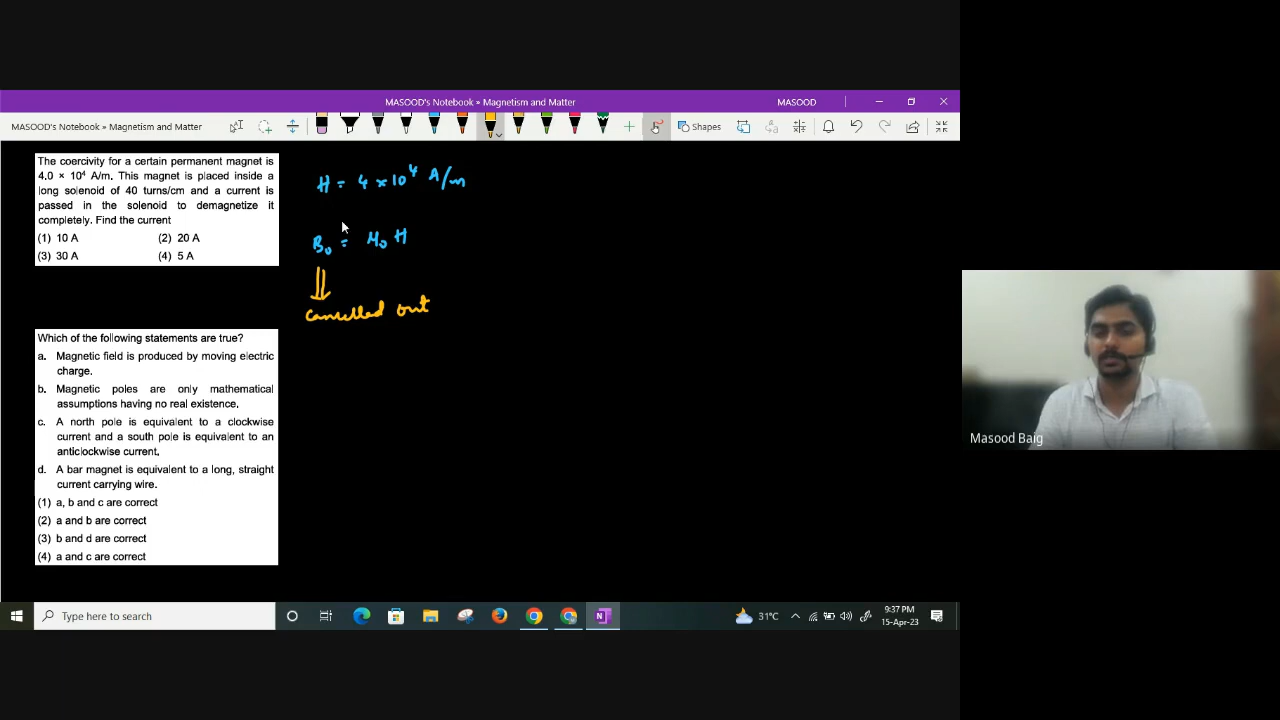 MASOOD's Notebook » Magnetism and Matter
MASOOD
MASOOD's Notebook » Magnetism and Matter
Shapes
The coercivity for a certain permanent magnet is
4.0 × 10⁴ A/m. This magnet is placed inside a
long solenoid of 40 turns/cm and a current is
passed in the solenoid to demagnetize it
completely. Find the current
(1) 10 A (2) 20 A
(3) 30 A (4) 5 A
H = 4 × 10⁴ A/m
B₀ = μ₀ H
cancelled out
Which of the following statements are true?
a. Magnetic field is produced by moving electric
charge.
b. Magnetic poles are only mathematical
assumptions having no real existence.
c. A north pole is equivalent to a clockwise
current and a south pole is equivalent to an
anticlockwise current.
d. A bar magnet is equivalent to a long, straight
current carrying wire.
(1) a, b and c are correct
(2) a and b are correct
(3) b and d are correct
(4) a and c are correct
Masood Baig
Type here to search
31°C
9:37 PM
15-Apr-23